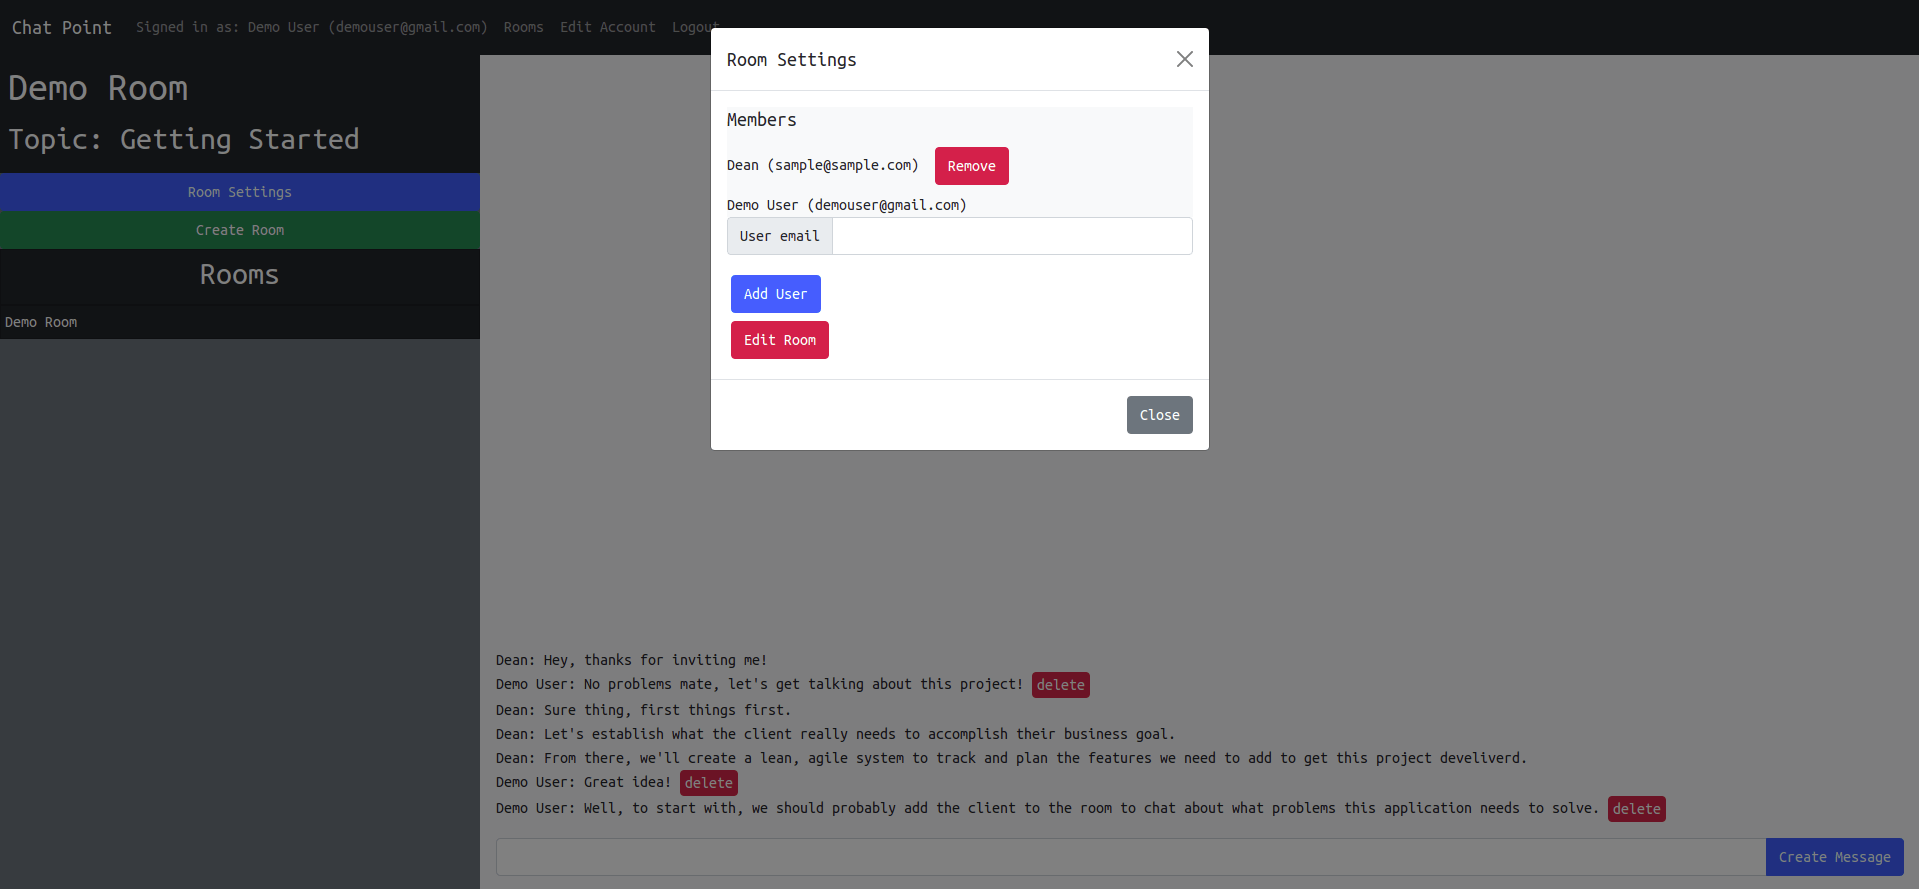 Chat Point Signed in as: Demo User (demouser@gmail.com) Rooms Edit Account Logout
Demo Room
Topic: Getting Started
Room Settings
Create Room
Rooms
Demo Room
Room Settings
Members
Dean (sample@sample.com) Remove
Demo User (demouser@gmail.com)
User email
Add User
Edit Room
Close
Dean: Hey, thanks for inviting me!
Demo User: No problems mate, let's get talking about this project! delete
Dean: Sure thing, first things first.
Dean: Let's establish what the client really needs to accomplish their business goal.
Dean: From there, we'll create a lean, agile system to track and plan the features we need to add to get this project develiverd.
Demo User: Great idea! delete
Demo User: Well, to start with, we should probably add the client to the room to chat about what problems this application needs to solve. delete
Create Message